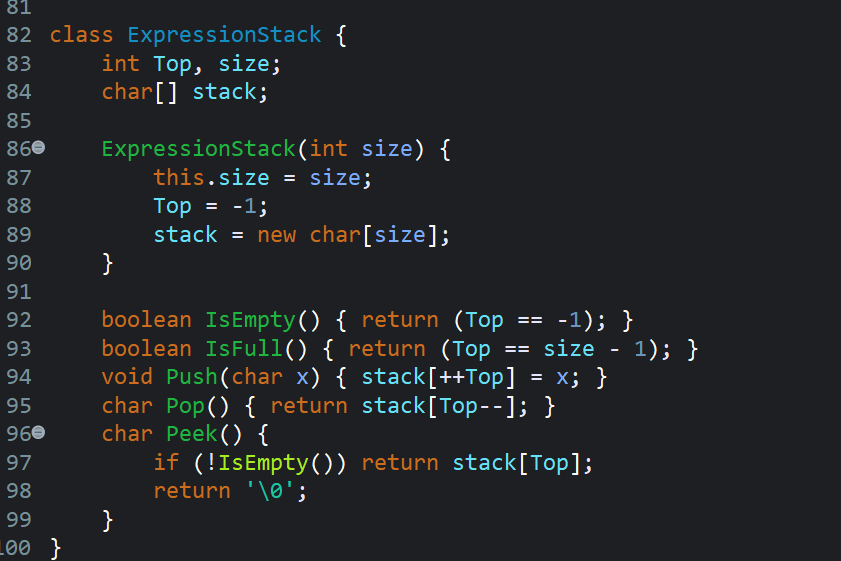 81
82 class ExpressionStack {
83     int Top, size;
84     char[] stack;
85
86     ExpressionStack(int size) {
87         this.size = size;
88         Top = -1;
89         stack = new char[size];
90     }
91
92     boolean IsEmpty() { return (Top == -1); }
93     boolean IsFull() { return (Top == size - 1); }
94     void Push(char x) { stack[++Top] = x; }
95     char Pop() { return stack[Top--]; }
96     char Peek() {
97         if (!IsEmpty()) return stack[Top];
98         return '\0';
99     }
100 }